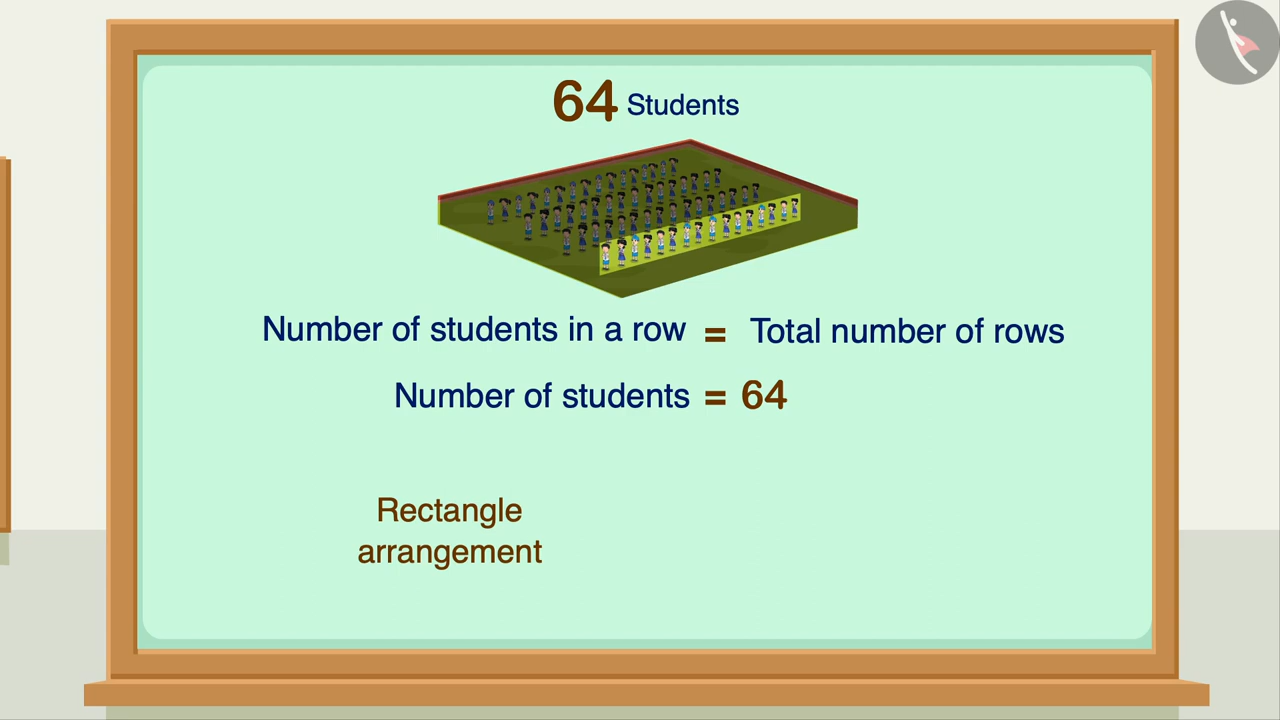 64 Students
Number of students in a row = Total number of rows
Number of students = 64
Rectangle
arrangement